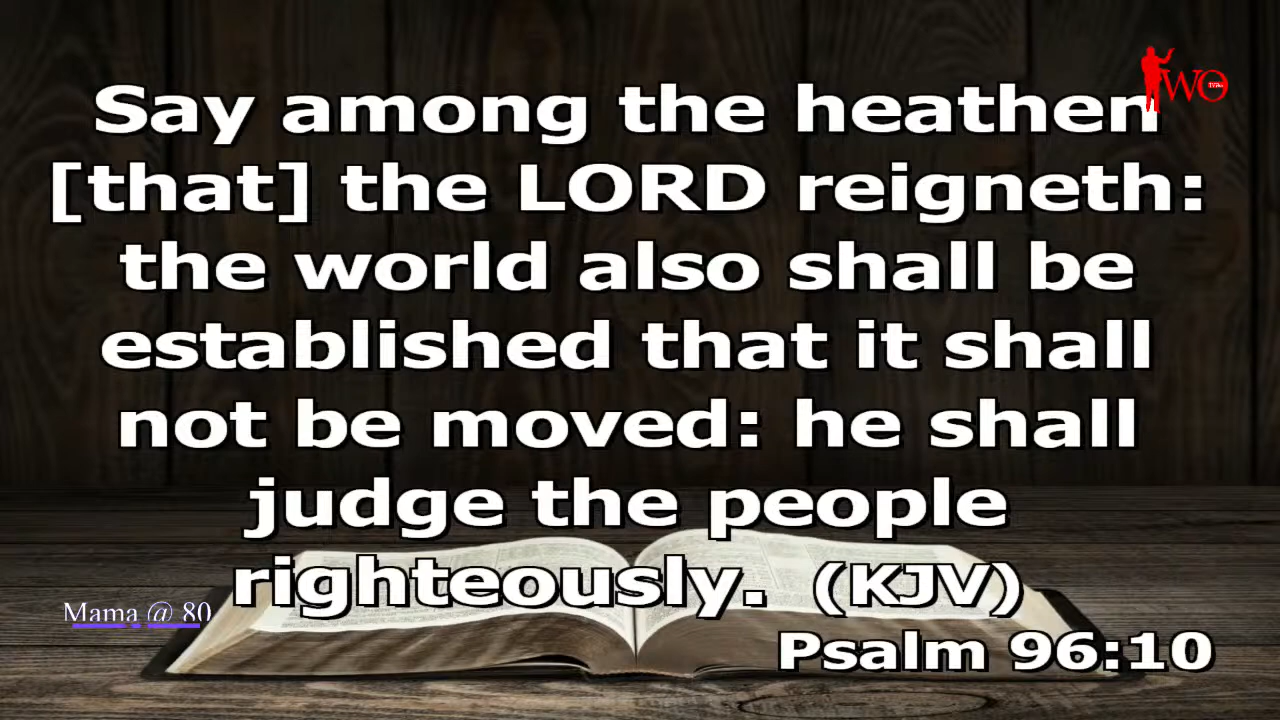 Say among the heathen
[that] the LORD reigneth:
the world also shall be
established that it shall
not be moved: he shall
judge the people
righteously. (KJV)
Psalm 96:10
Mama @ 80
WO